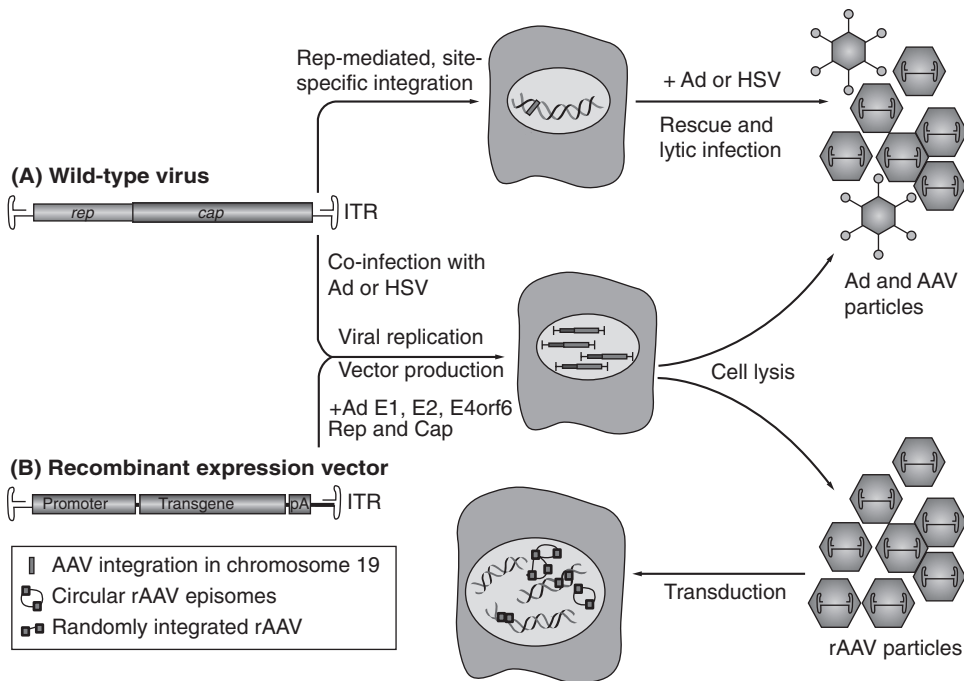 Rep-mediated, site-
specific integration
+ Ad or HSV
Rescue and
lytic infection
(A) Wild-type virus
rep
cap
ITR
Co-infection with
Ad or HSV
Ad and AAV
particles
Viral replication
Vector production
Cell lysis
+Ad E1, E2, E4orf6
Rep and Cap
(B) Recombinant expression vector
Promoter
Transgene
pA
ITR
AAV integration in chromosome 19
Circular rAAV episomes
Randomly integrated rAAV
Transduction
rAAV particles